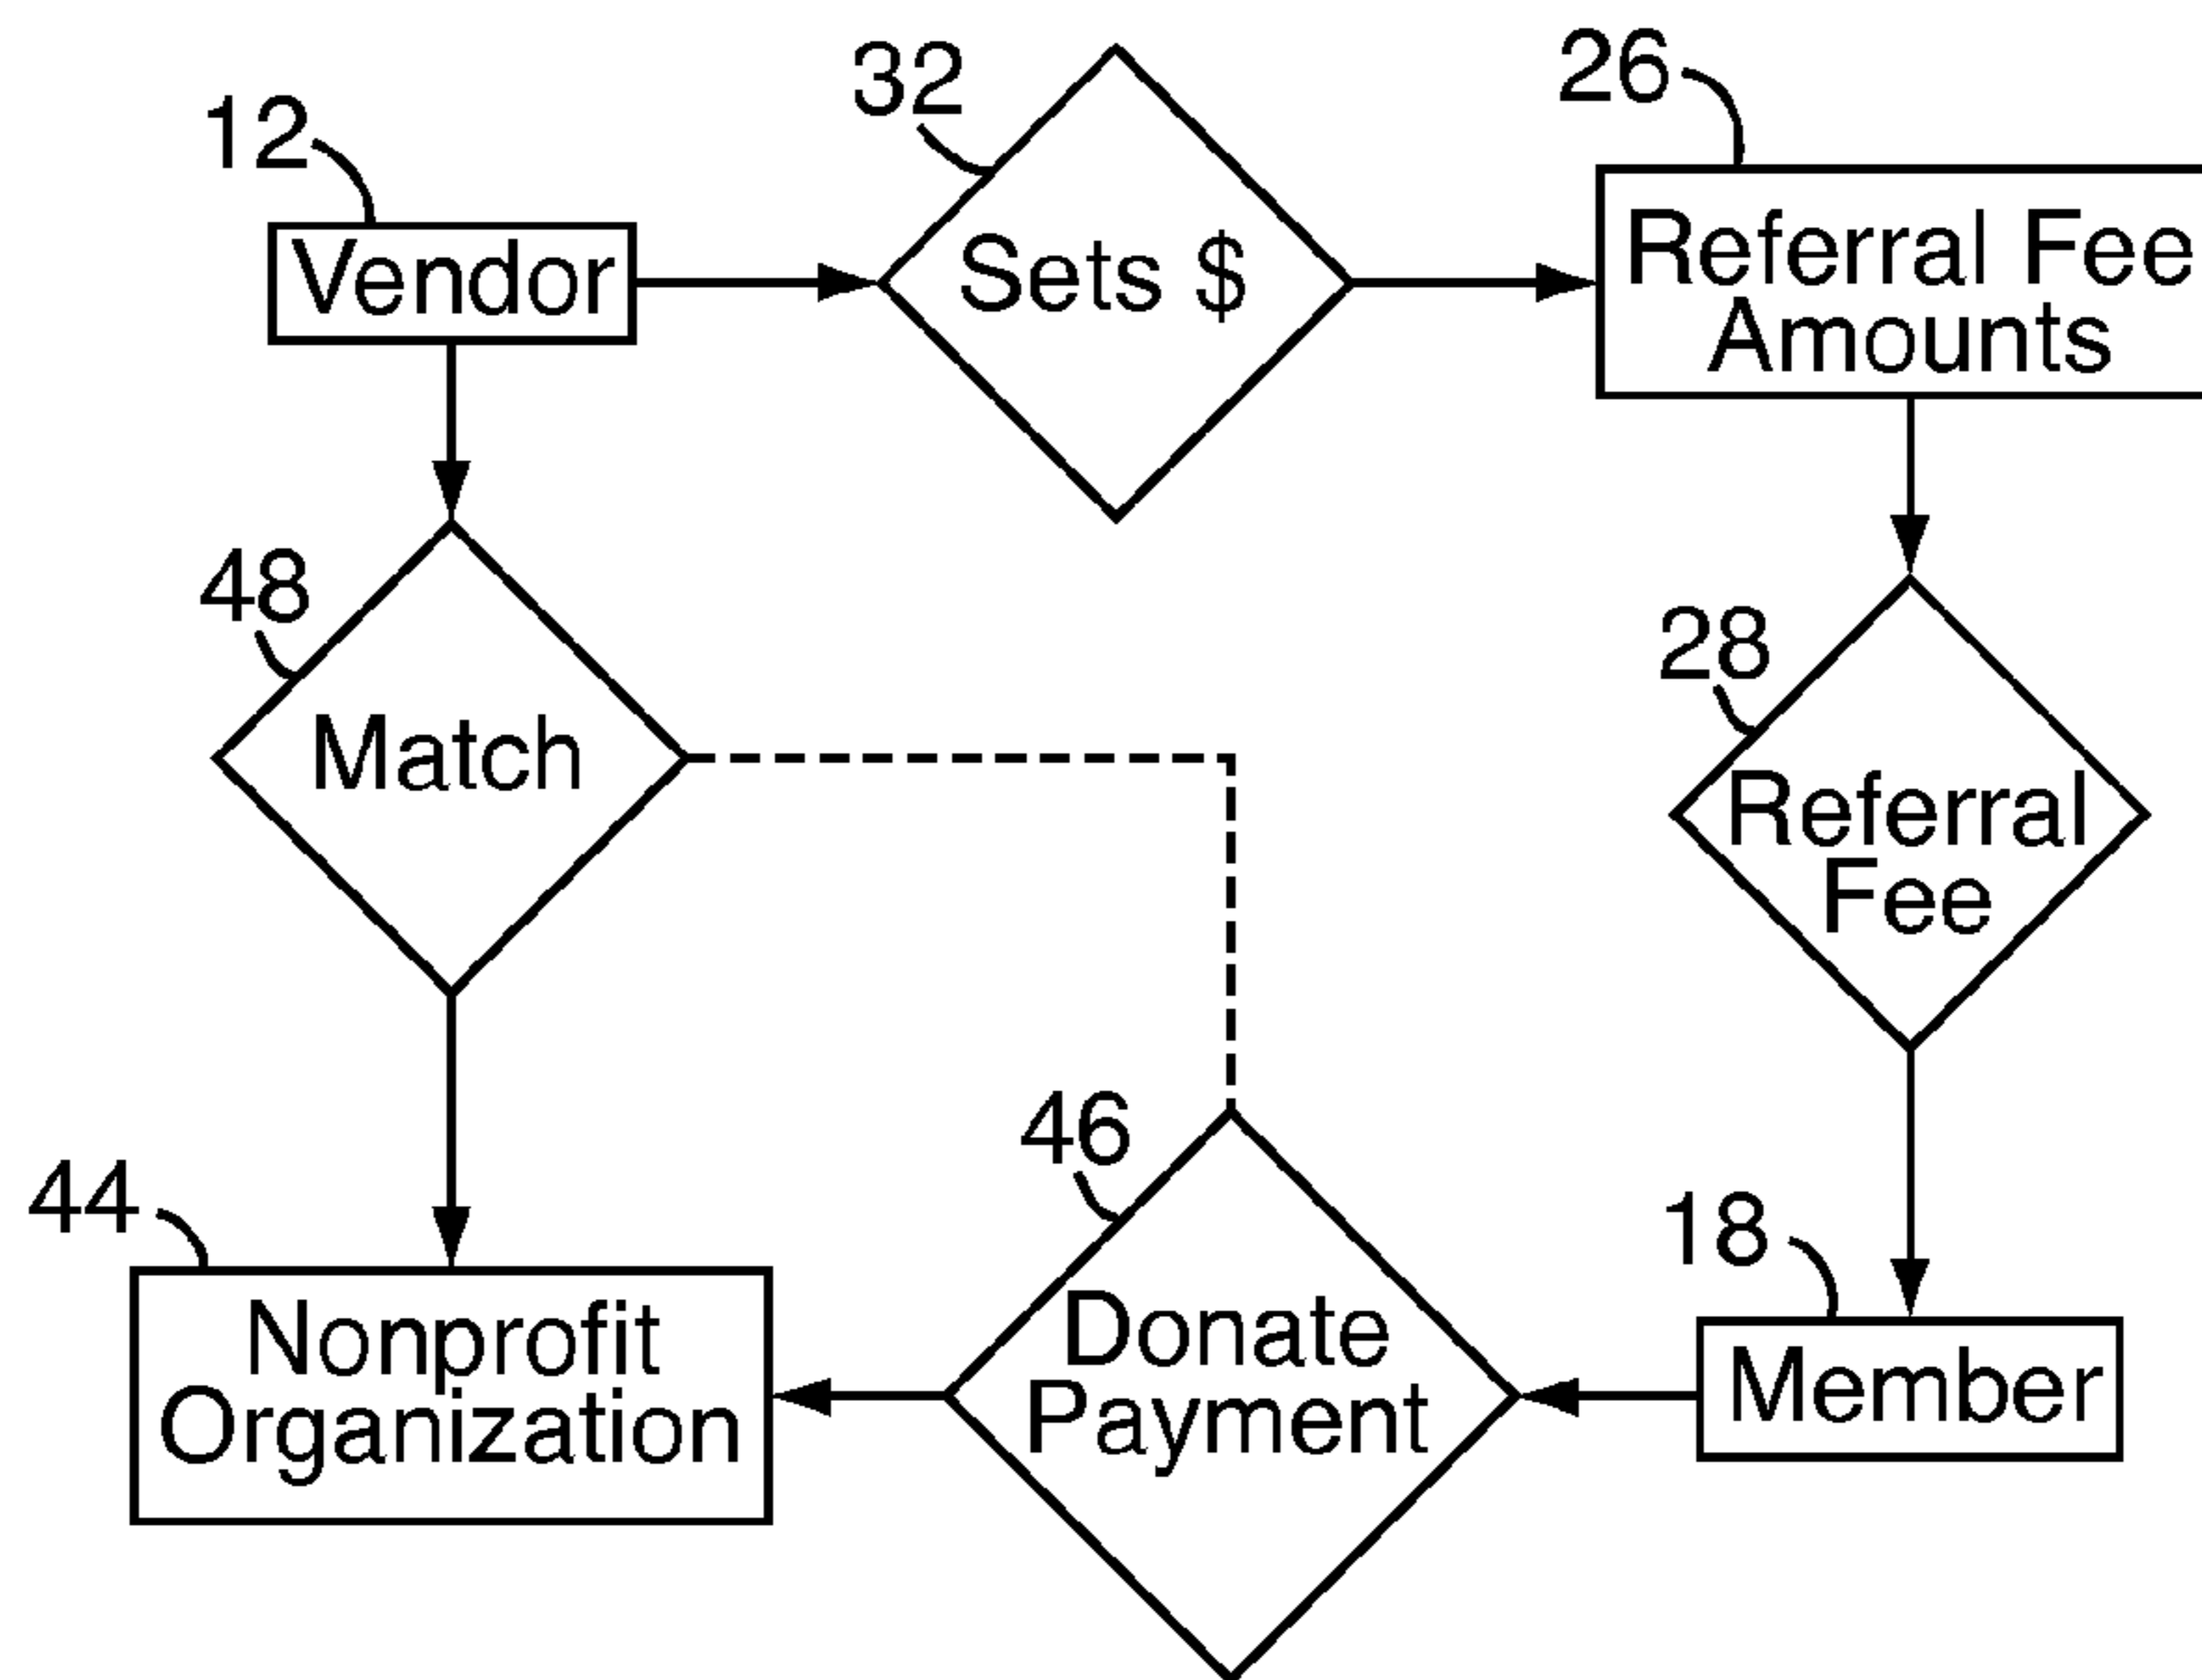 32
26
12
Vendor
Sets $
Referral Fee
Amounts
48
28
Match
Referral
Fee
46
44
18
Nonprofit
Organization
Donate
Payment
Member